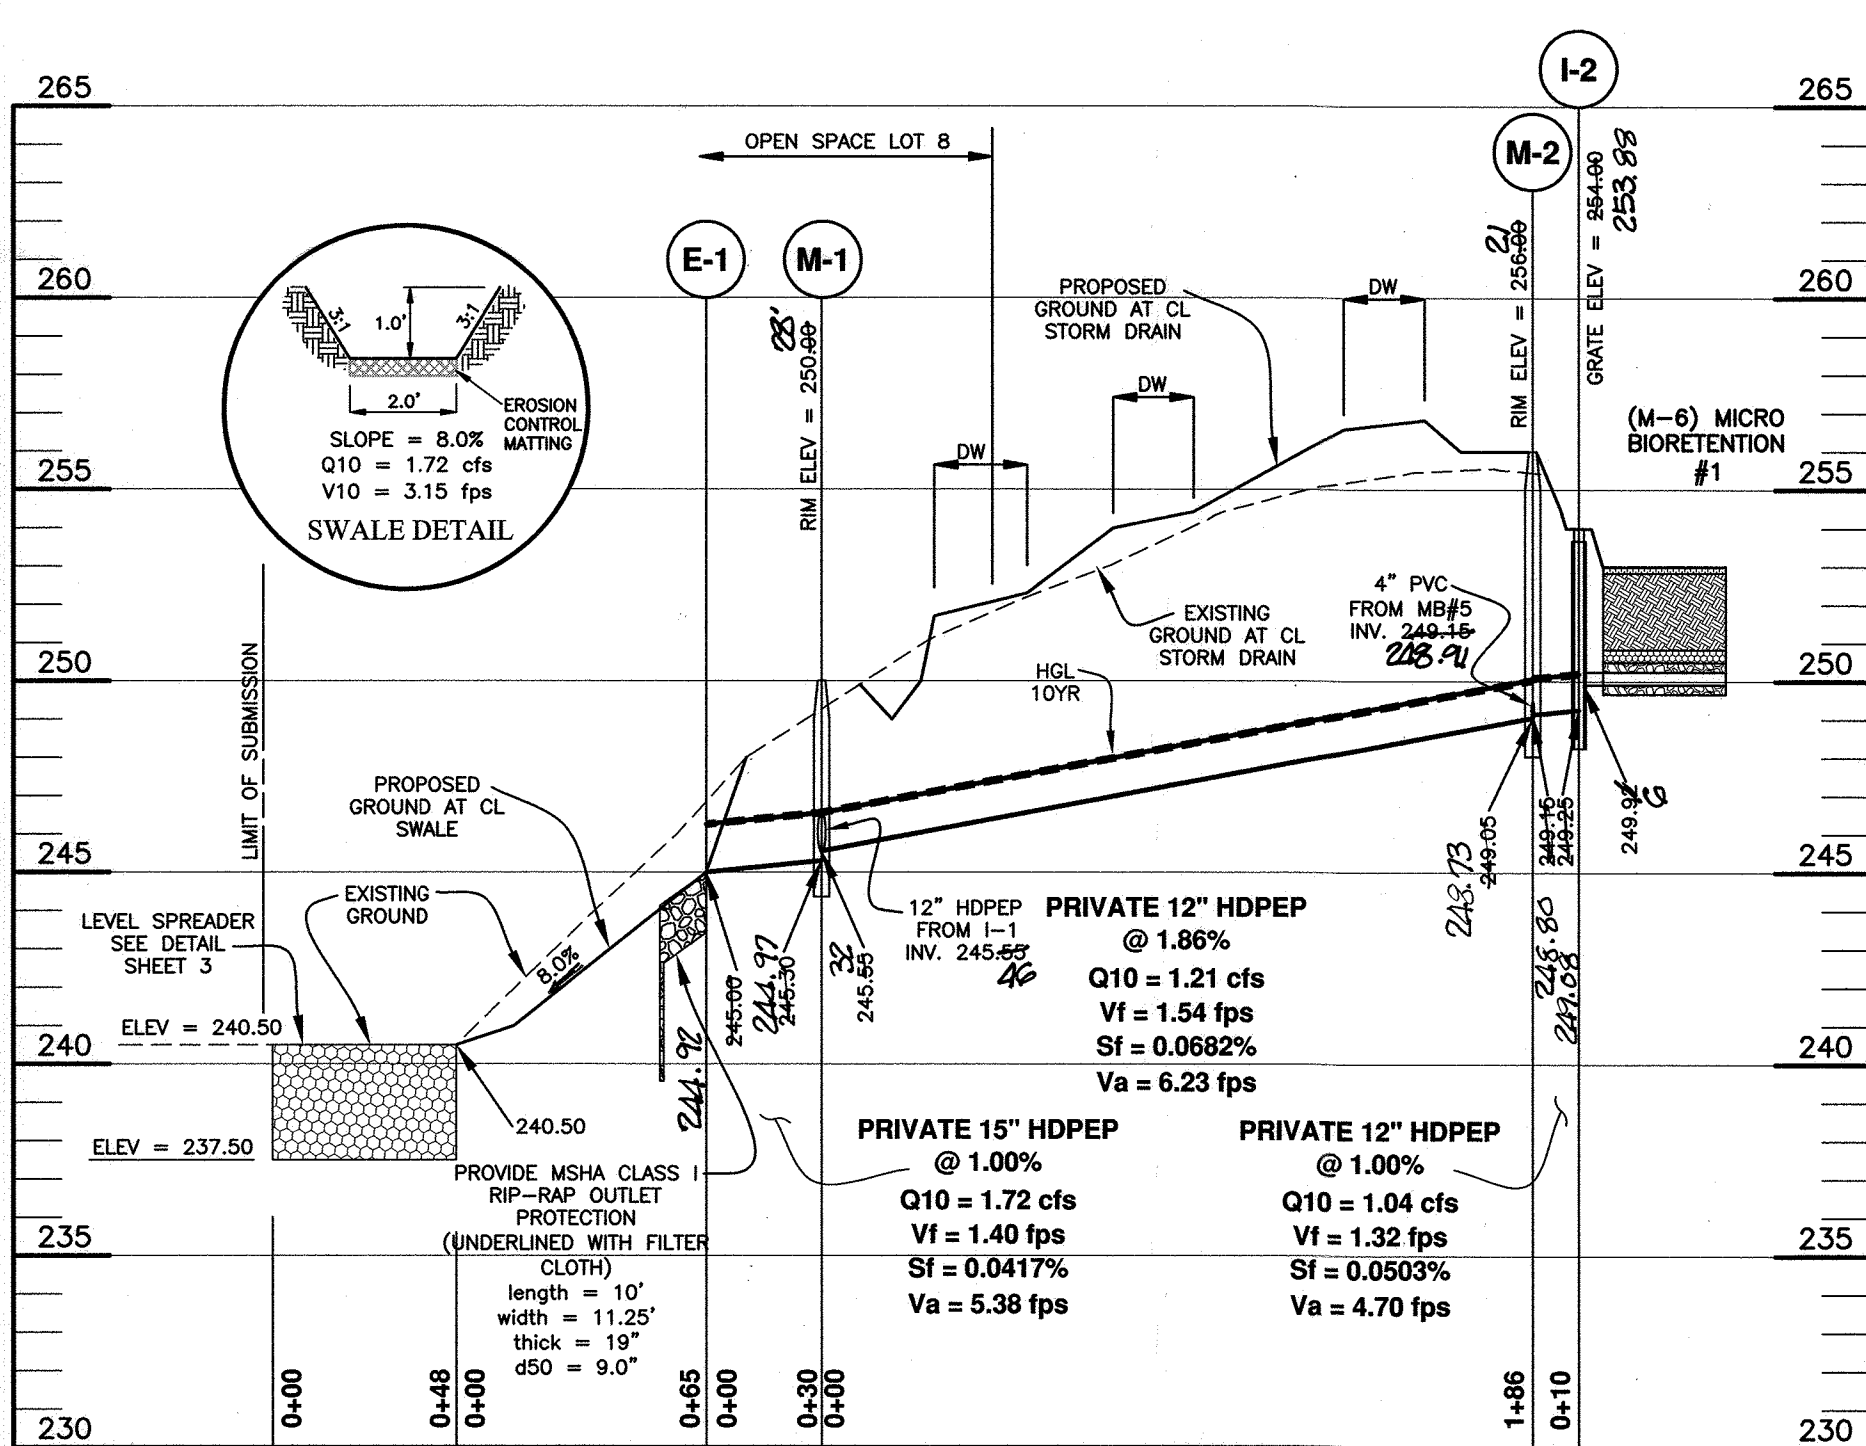 I-2
265
265
M-2
OPEN SPACE LOT 8
GRATE ELEV = 254.00
253.88
E-1
M-1
RIM ELEV = 256.00
21
260
260
PROPOSED
GROUND AT CL
STORM DRAIN
DW
3:1
1.0'
3:1
2.0'
EROSION
CONTROL
MATTING
SLOPE = 8.0%
Q10 = 1.72 cfs
V10 = 3.15 fps
SWALE DETAIL
RIM ELEV = 250.00
28'
DW
DW
(M-6) MICRO
BIORETENTION
#1
255
255
4" PVC
FROM MB#5
INV. 249.15
248.91
EXISTING
GROUND AT CL
STORM DRAIN
HGL
10YR
250
250
LIMIT OF SUBMISSION
PROPOSED
GROUND AT CL
SWALE
245
245
248.73
249.05
249.15
249.25
249.92
16
248.80
249.08
EXISTING
GROUND
LEVEL SPREADER
SEE DETAIL
SHEET 3
8.0%
12" HDPEP
FROM I-1
INV. 245.55
46
245.00
244.92
244.97
245.30
32
245.55
PRIVATE 12" HDPEP
@ 1.86%
Q10 = 1.21 cfs
Vf = 1.54 fps
Sf = 0.0682%
Va = 6.23 fps
ELEV = 240.50
240
240
240.50
ELEV = 237.50
PROVIDE MSHA CLASS I
RIP-RAP OUTLET
PROTECTION
(UNDERLINED WITH FILTER
CLOTH)
length = 10'
width = 11.25'
thick = 19"
d50 = 9.0"
PRIVATE 15" HDPEP
@ 1.00%
Q10 = 1.72 cfs
Vf = 1.40 fps
Sf = 0.0417%
Va = 5.38 fps
PRIVATE 12" HDPEP
@ 1.00%
Q10 = 1.04 cfs
Vf = 1.32 fps
Sf = 0.0503%
Va = 4.70 fps
235
235
0+00
0+48
0+00
0+65
0+00
0+30
0+00
1+86
0+10
230
230